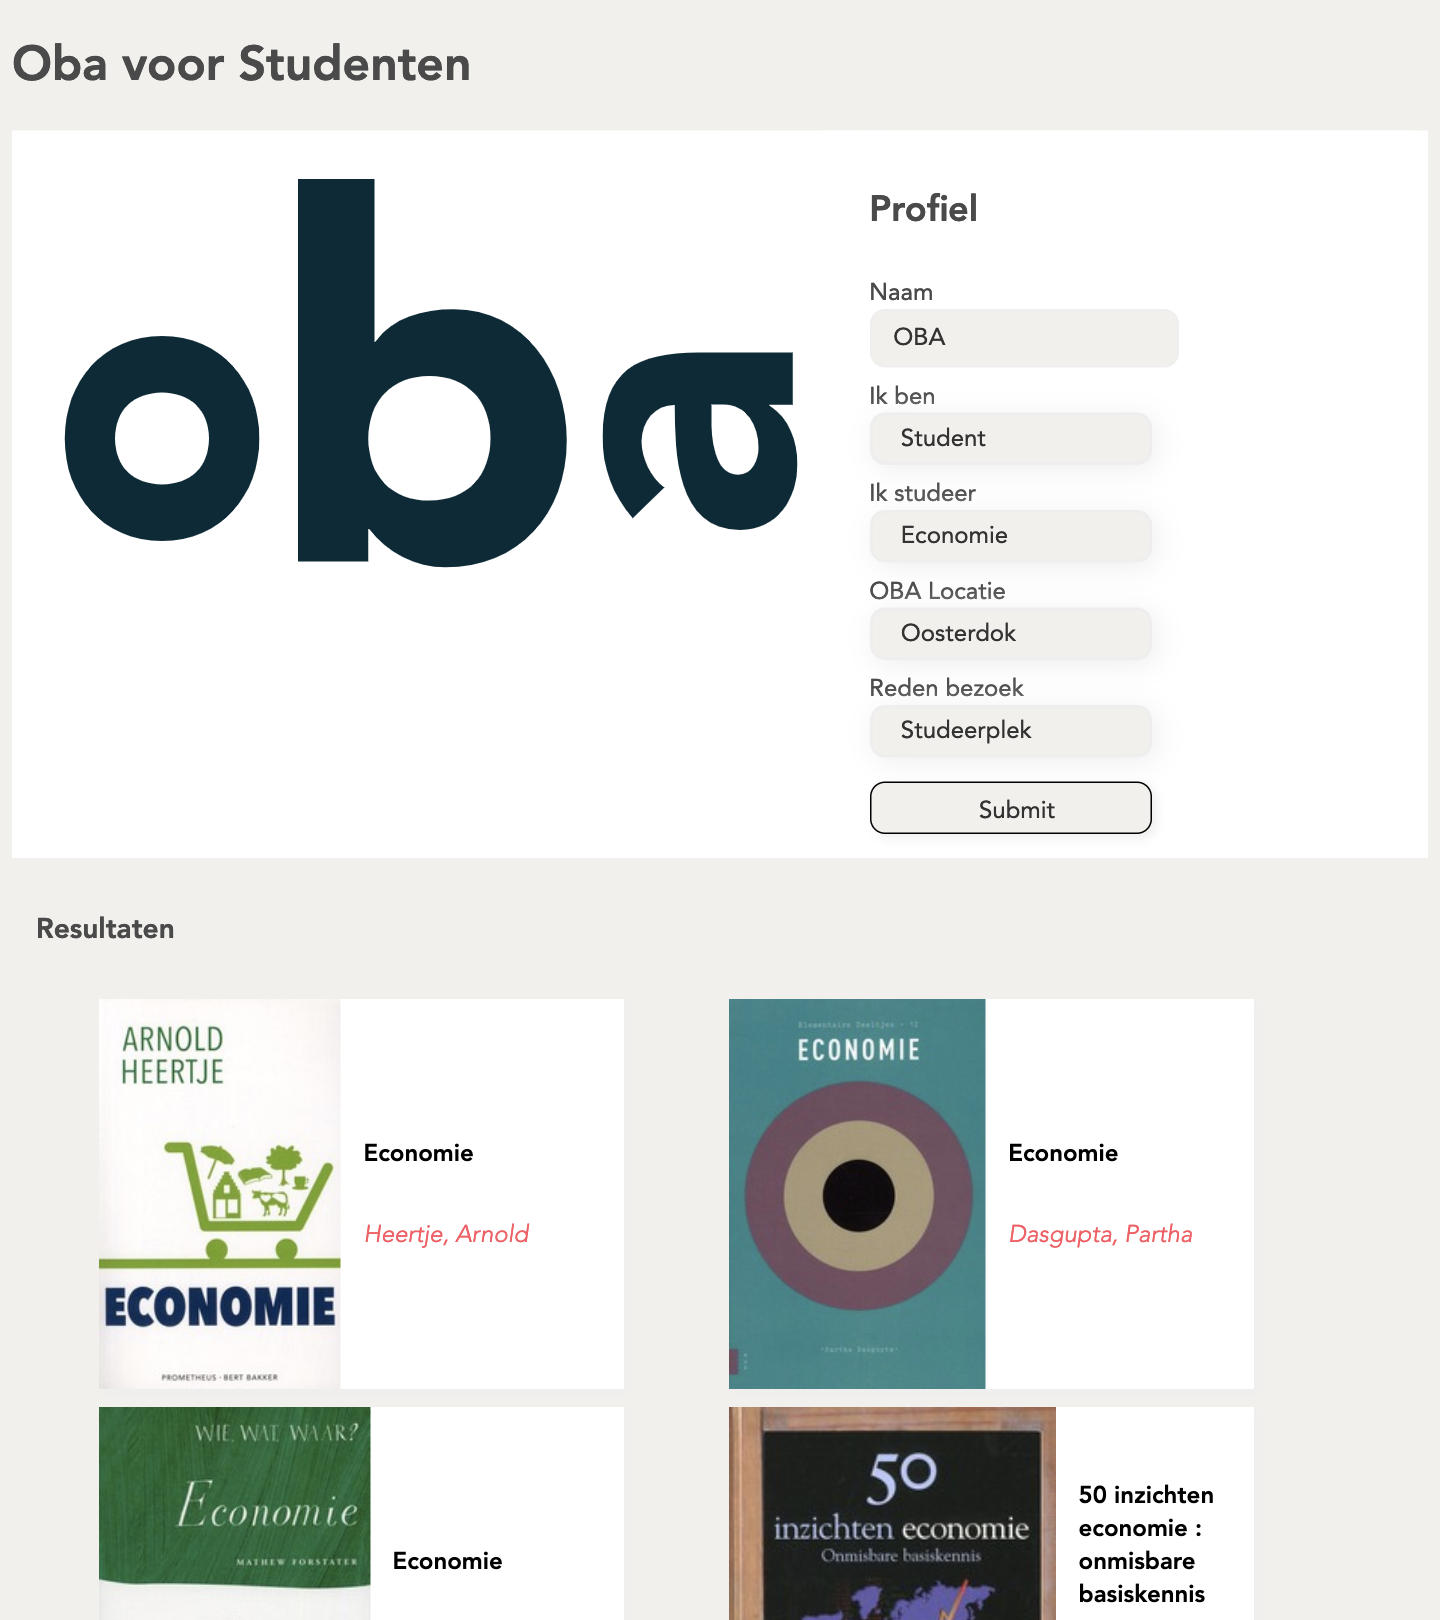 Oba voor Studenten
oba
Profiel
Naam
OBA
Ik ben
Student
Ik studeer
Economie
OBA Locatie
Oosterdok
Reden bezoek
Studeerplek
Submit
Resultaten
ARNOLD
HEERTJE
ECONOMIE
PROMETHEUS · BERT BAKKER
Economie
Heertje, Arnold
Elementaire Deeltjes - 12
ECONOMIE
Partha Dasgupta
Economie
Dasgupta, Partha
WIE WAT WAAR?
Economie
MATHEW FORSTATER
Economie
50
inzichten economie
Onmisbare basiskennis
50 inzichten
economie :
onmisbare
basiskennis